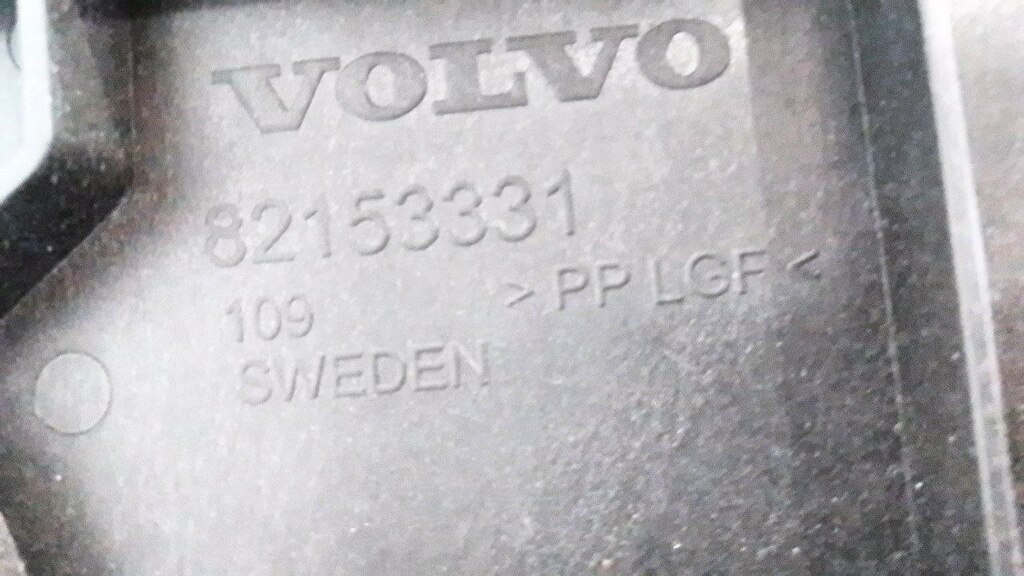 VOLVO
82153331
109
> PP LGF <
SWEDEN